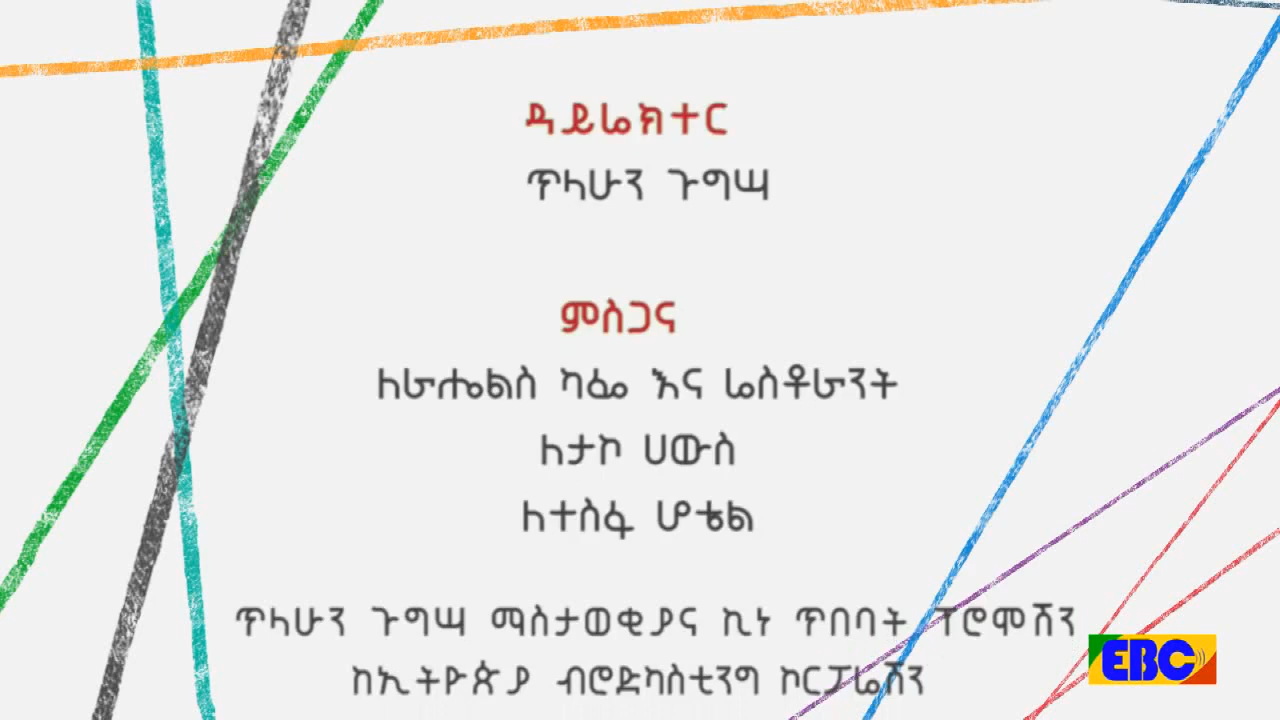 ዳይሬክተር
ጥላሁን ጉግሣ
ምስጋና
ለራሔልስ ካፌ እና ሬስቶራንት
ለታኮ ሀውስ
ለተስፋ ሆቴል
ጥላሁን ጉግሣ ማስታወቂያና ኪነ ጥበባት ፕሮሞሽን
ከኢትዮጵያ ብሮድካስቲንግ ኮርፖሬሽን
EBC